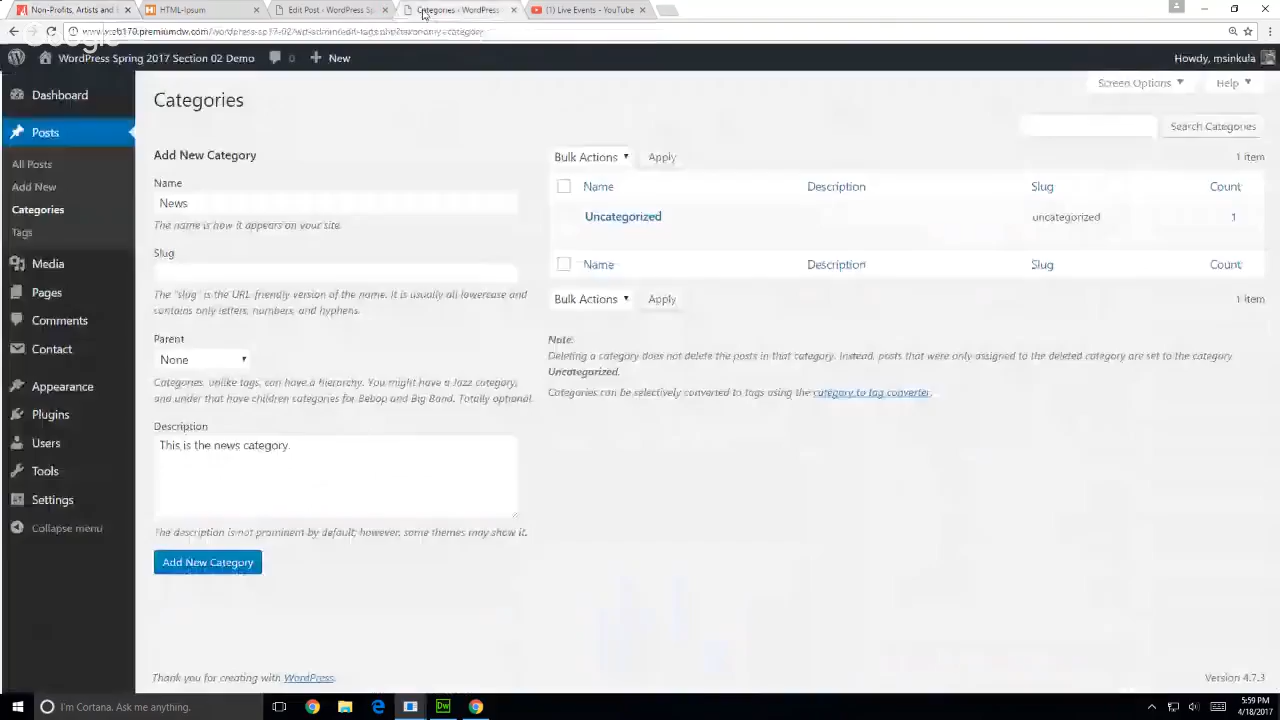 Non-Profits, Artists and
HTML-Ipsum
Edit Post ‹ WordPress Sp
Categories ‹ WordPress
(1) Live Events - YouTube
www.web170.premiumdw.com/wordpress-sp17-02/wp-admin/edit-tags.php?taxonomy=category
Google
WordPress Spring 2017 Section 02 Demo
0
New
Howdy, msinkula
Dashboard
Posts
All Posts
Add New
Categories
Tags
Media
Pages
Comments
Contact
Appearance
Plugins
Users
Tools
Settings
Collapse menu
Screen Options
Help
Categories
Search Categories
Add New Category
Name
News
The name is how it appears on your site.
Slug
The "slug" is the URL-friendly version of the name. It is usually all lowercase and
contains only letters, numbers, and hyphens.
Parent
None
Categories, unlike tags, can have a hierarchy. You might have a Jazz category,
and under that have children categories for Bebop and Big Band. Totally optional.
Description
This is the news category.
The description is not prominent by default; however, some themes may show it.
Add New Category
Bulk Actions
Apply
1 item
Name
Description
Slug
Count
Uncategorized
uncategorized
1
Name
Description
Slug
Count
Bulk Actions
Apply
1 item
Note:
Deleting a category does not delete the posts in that category. Instead, posts that were only assigned to the deleted category are set to the category
Uncategorized.
Categories can be selectively converted to tags using the category to tag converter.
Thank you for creating with WordPress.
Version 4.7.3
I'm Cortana. Ask me anything.
Dw
5:59 PM
4/18/2017